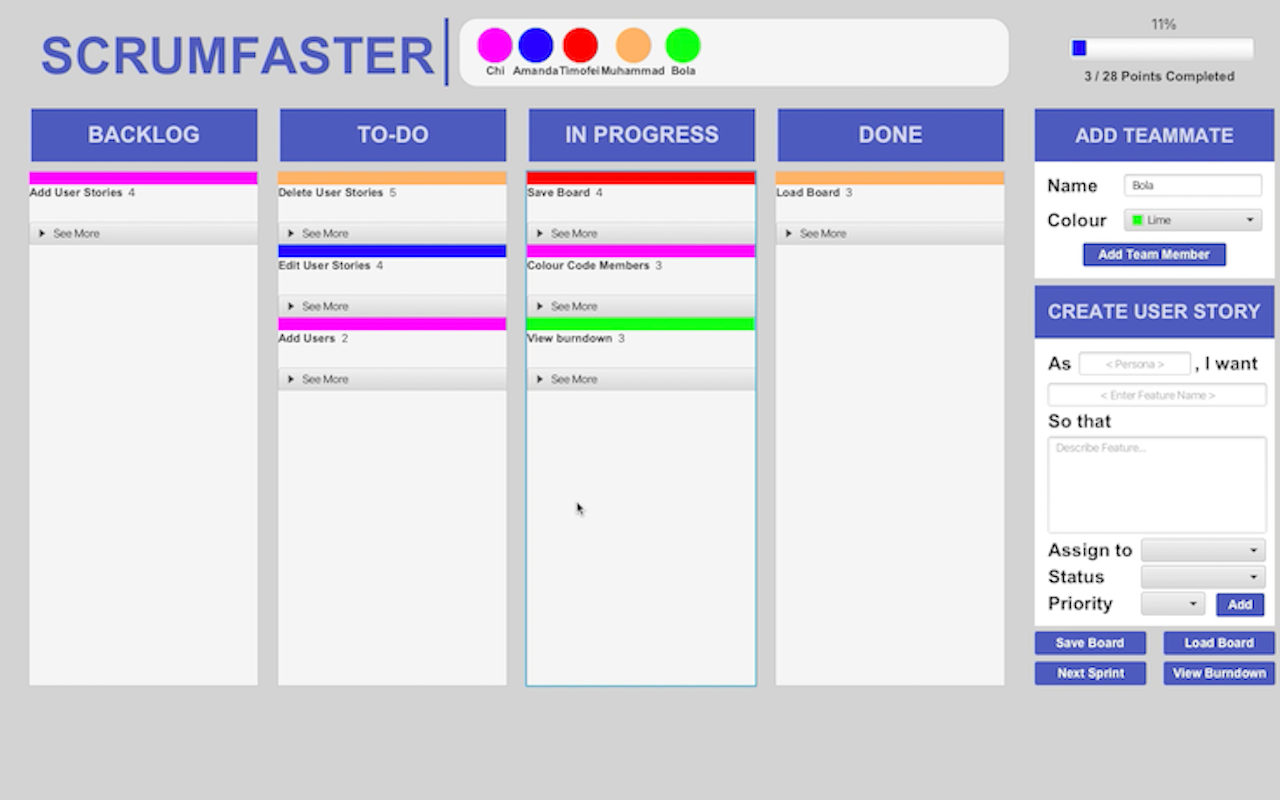 SCRUMFASTER
Chi Amanda Timofei Muhammad Bola
11%
3 / 28 Points Completed
BACKLOG
Add User Stories 4
See More
TO-DO
Delete User Stories 5
See More
Edit User Stories 4
See More
Add Users 2
See More
IN PROGRESS
Save Board 4
See More
Colour Code Members 3
See More
View burndown 3
See More
DONE
Load Board 3
See More
ADD TEAMMATE
Name Bola
Colour Lime
Add Team Member
CREATE USER STORY
As < Persona > , I want
< Enter Feature Name >
So that
Describe Feature...
Assign to
Status
Priority Add
Save Board Load Board
Next Sprint View Burndown